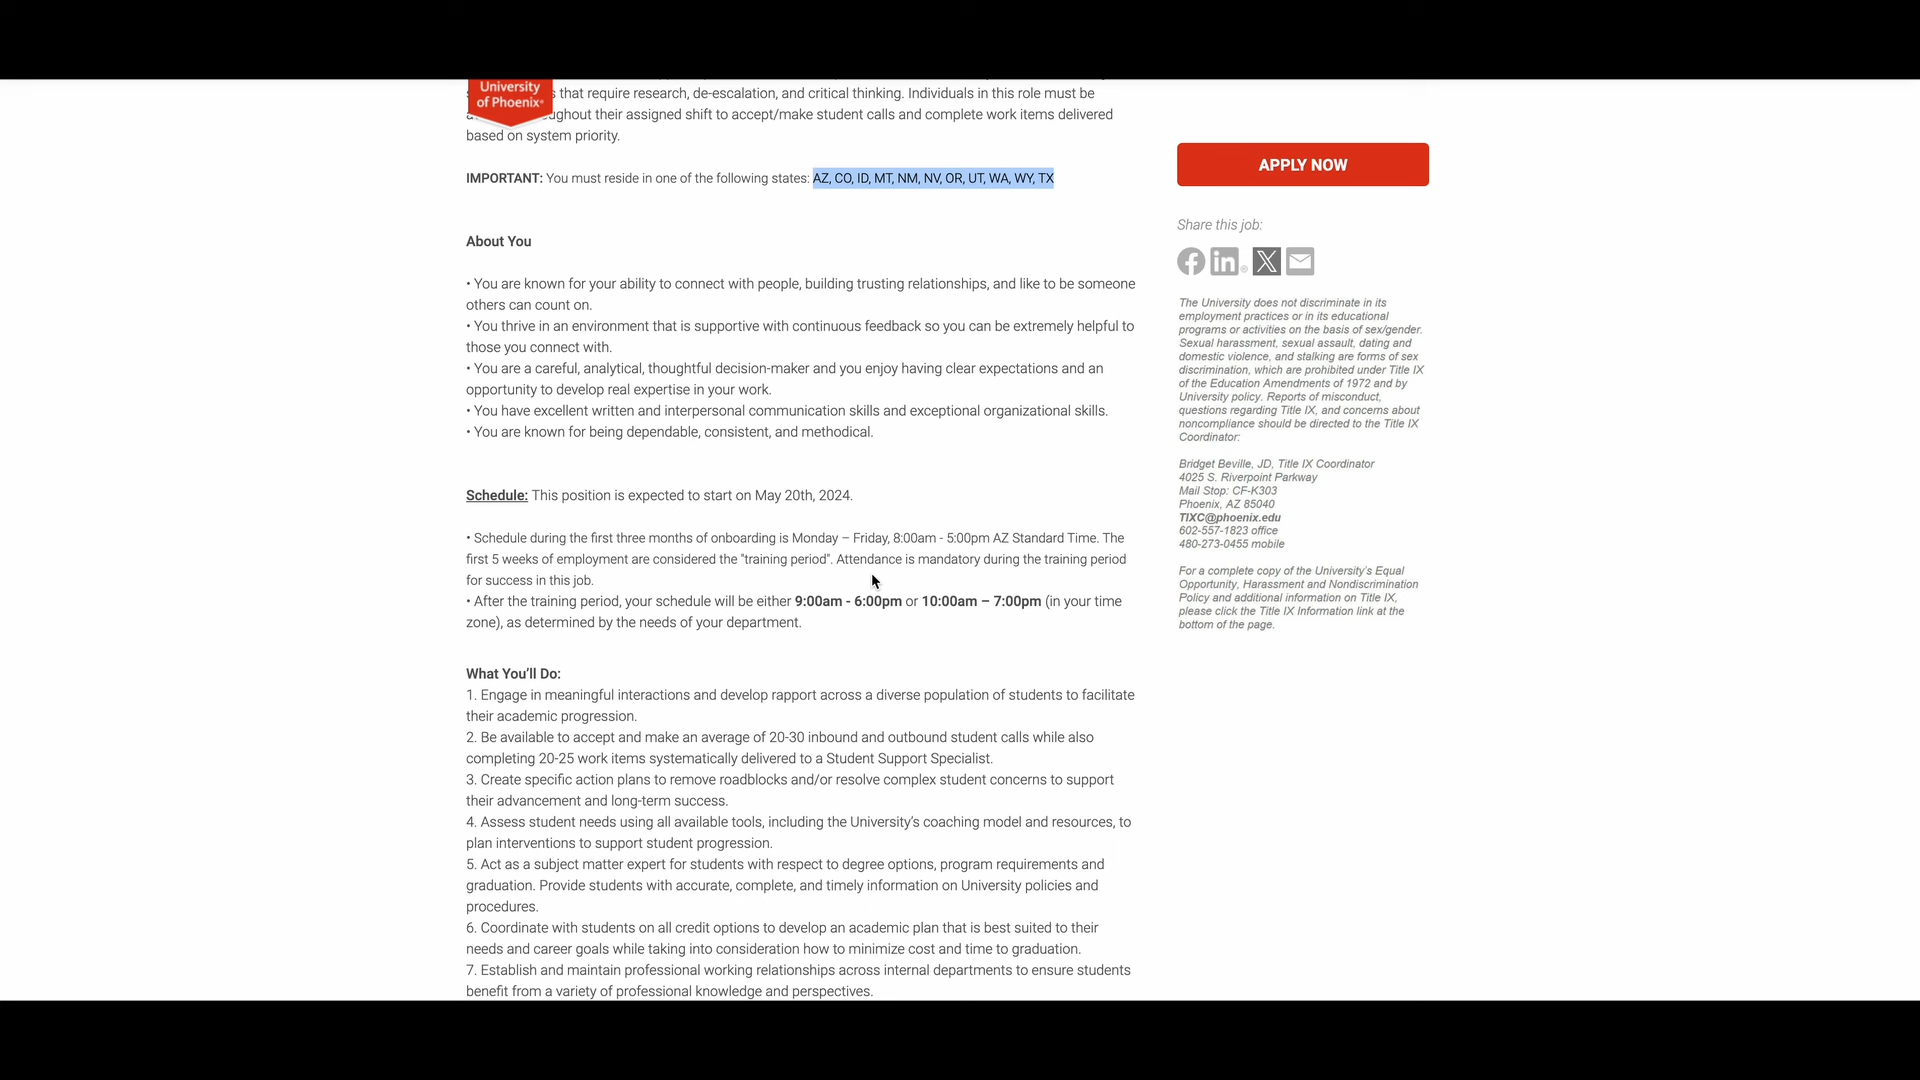 University
of Phoenix
that require research, de-escalation, and critical thinking. Individuals in this role must be
ughout their assigned shift to accept/make student calls and complete work items delivered
based on system priority.
IMPORTANT: You must reside in one of the following states: AZ, CO, ID, MT, NM, NV, OR, UT, WA, WY, TX
About You
• You are known for your ability to connect with people, building trusting relationships, and like to be someone
others can count on.
• You thrive in an environment that is supportive with continuous feedback so you can be extremely helpful to
those you connect with.
• You are a careful, analytical, thoughtful decision-maker and you enjoy having clear expectations and an
opportunity to develop real expertise in your work.
• You have excellent written and interpersonal communication skills and exceptional organizational skills.
• You are known for being dependable, consistent, and methodical.
Schedule: This position is expected to start on May 20th, 2024.
• Schedule during the first three months of onboarding is Monday – Friday, 8:00am - 5:00pm AZ Standard Time. The
first 5 weeks of employment are considered the "training period". Attendance is mandatory during the training period
for success in this job.
• After the training period, your schedule will be either 9:00am - 6:00pm or 10:00am – 7:00pm (in your time
zone), as determined by the needs of your department.
What You’ll Do:
1. Engage in meaningful interactions and develop rapport across a diverse population of students to facilitate
their academic progression.
2. Be available to accept and make an average of 20-30 inbound and outbound student calls while also
completing 20-25 work items systematically delivered to a Student Support Specialist.
3. Create specific action plans to remove roadblocks and/or resolve complex student concerns to support
their advancement and long-term success.
4. Assess student needs using all available tools, including the University’s coaching model and resources, to
plan interventions to support student progression.
5. Act as a subject matter expert for students with respect to degree options, program requirements and
graduation. Provide students with accurate, complete, and timely information on University policies and
procedures.
6. Coordinate with students on all credit options to develop an academic plan that is best suited to their
needs and career goals while taking into consideration how to minimize cost and time to graduation.
7. Establish and maintain professional working relationships across internal departments to ensure students
benefit from a variety of professional knowledge and perspectives.
APPLY NOW
Share this job:
The University does not discriminate in its
employment practices or in its educational
programs or activities on the basis of sex/gender.
Sexual harassment, sexual assault, dating and
domestic violence, and stalking are forms of sex
discrimination, which are prohibited under Title IX
of the Education Amendments of 1972 and by
University policy. Reports of misconduct,
questions regarding Title IX, and concerns about
noncompliance should be directed to the Title IX
Coordinator:
Bridget Beville, JD, Title IX Coordinator
4025 S. Riverpoint Parkway
Mail Stop: CF-K303
Phoenix, AZ 85040
TIXC@phoenix.edu
602-557-1823 office
480-273-0455 mobile
For a complete copy of the University’s Equal
Opportunity, Harassment and Nondiscrimination
Policy and additional information on Title IX,
please click the Title IX Information link at the
bottom of the page.